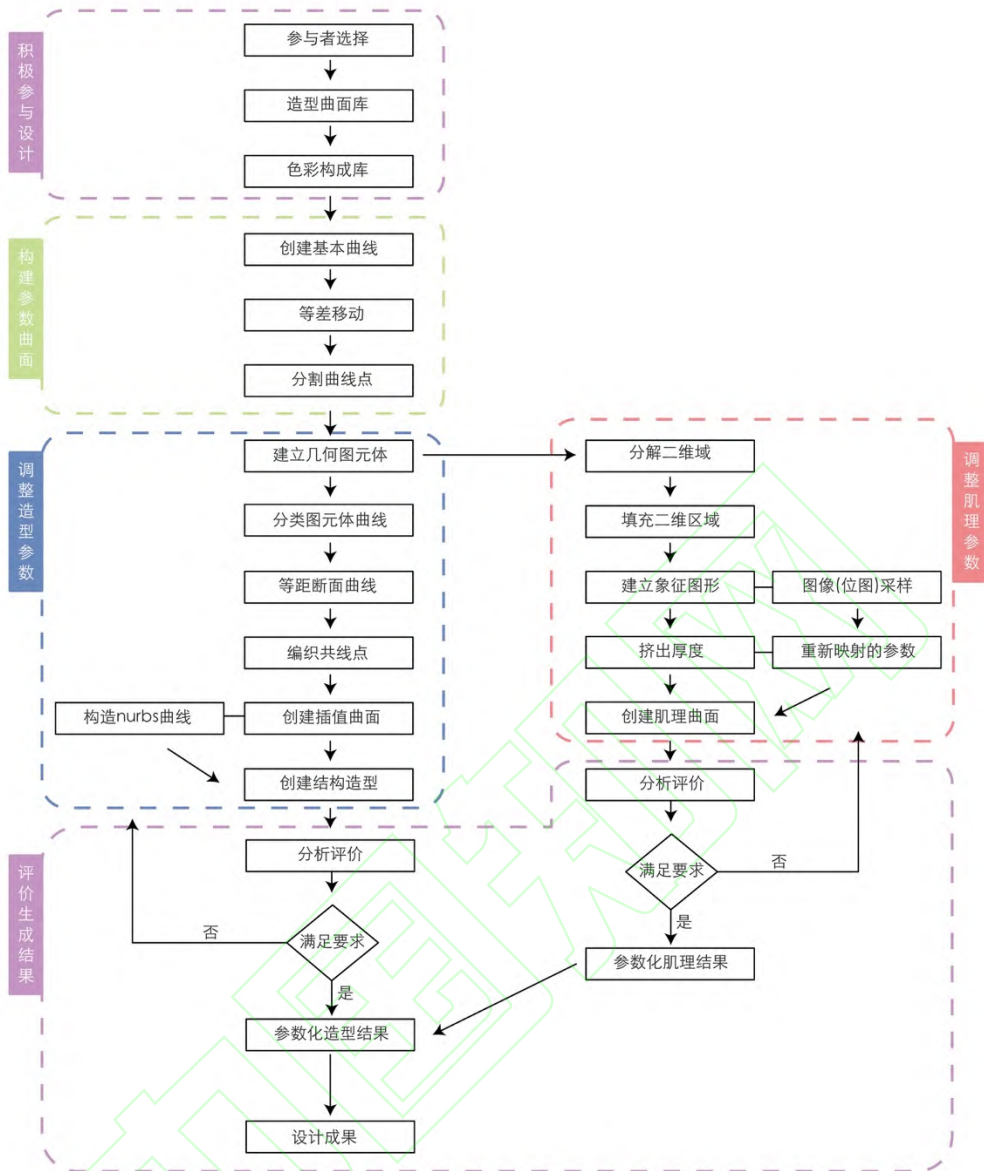 积极参与设计
参与者选择
造型曲面库
色彩构成库
构建参数曲面
创建基本曲线
等差移动
分割曲线点
调整造型参数
建立几何图元体
分类图元体曲线
等距断面曲线
编织共线点
构造nurbs曲线
创建插值曲面
创建结构造型
调整肌理参数
分解二维域
填充二维区域
建立象征图形
图像(位图)采样
挤出厚度
重新映射的参数
创建肌理曲面
评价生成结果
分析评价
满足要求
否
是
参数化肌理结果
分析评价
满足要求
否
是
参数化造型结果
设计成果